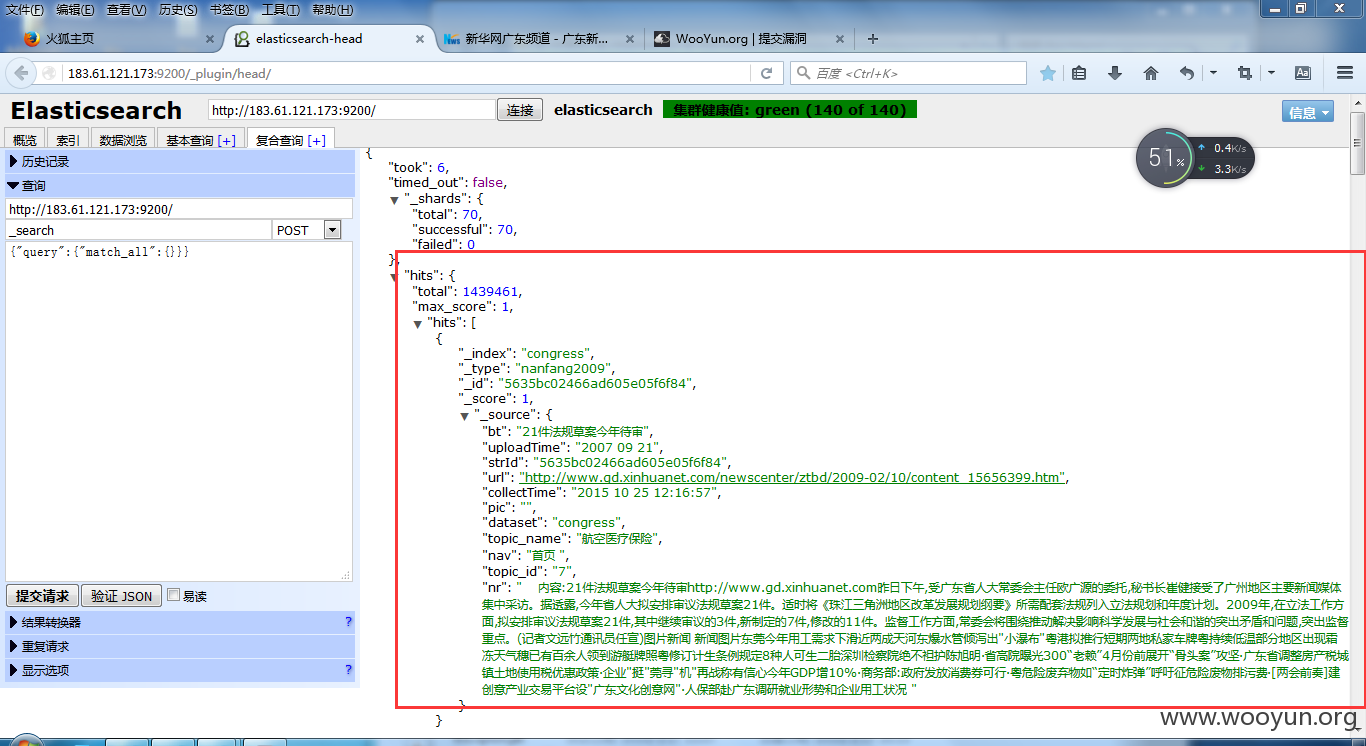 文件(F) 编辑(E) 查看(V) 历史(S) 书签(B) 工具(T) 帮助(H)
火狐主页 elasticsearch-head 新华网广东频道 - 广东新... WooYun.org | 提交漏洞
183.61.121.173:9200/_plugin/head/ 百度 <Ctrl+K>
Elasticsearch http://183.61.121.173:9200/ 连接 elasticsearch 集群健康值: green (140 of 140) 信息
概览 索引 数据浏览 基本查询 [+] 复合查询 [+]
51% 0.4K/s
3.3K/s
历史记录
查询
http://183.61.121.173:9200/
_search POST
{"query":{"match_all":{}}}
提交请求 验证 JSON 易读
结果转换器 ?
重复请求
显示选项 ?
{
"took": 6,
"timed_out": false,
"_shards": {
"total": 70,
"successful": 70,
"failed": 0
},
"hits": {
"total": 1439461,
"max_score": 1,
"hits": [
{
"_index": "congress",
"_type": "nanfang2009",
"_id": "5635bc02466ad605e05f6f84",
"_score": 1,
"_source": {
"bt": "21件法规草案今年待审",
"uploadTime": "2007 09 21",
"strId": "5635bc02466ad605e05f6f84",
"url": "http://www.gd.xinhuanet.com/newscenter/ztbd/2009-02/10/content_15656399.htm",
"collectTime": "2015 10 25 12:16:57",
"pic": "",
"dataset": "congress",
"topic_name": "航空医疗保险",
"nav": "首页 ",
"topic_id": "7",
"nr": " 内容:21件法规草案今年待审http://www.gd.xinhuanet.com昨日下午,受广东省人大常委会主任欧广源的委托,秘书长崔健接受了广州地区主要新闻媒体
集中采访。据透露,今年省人大拟安排审议法规草案21件。适时将《珠江三角洲地区改革发展规划纲要》所需配套法规列入立法规划和年度计划。2009年,在立法工作方
面,拟安排审议法规草案21件,其中继续审议的3件,新制定的7件,修改的11件。监督工作方面,常委会将围绕推动解决影响科学发展与社会和谐的突出矛盾和问题,突出监督
重点。(记者文远竹通讯员任宣)图片新闻 新闻图片东莞今年用工需求下滑近两成天河东爆水管倾泻出"小瀑布"粤港拟推行短期两地私家车牌粤持续低温部分地区出现霜
冻天气穗已有百余人领到游艇牌照粤修订计生条例规定8种人可生二胎深圳检察院绝不袒护陈旭明·省高院曝光300"老赖"4月份前展开"骨头案"攻坚·广东省调整房产税城
镇土地使用税优惠政策·企业"挺"莞寻"机"再战称有信心今年GDP增10%·商务部:政府发放消费券可行·粤危险废弃物如"定时炸弹"呼吁征危险废物排污费·[两会前奏]建
创意产业交易平台设"广东文化创意网"·人保部赴广东调研就业形势和企业用工状况 "
}
}
www.wooyun.org